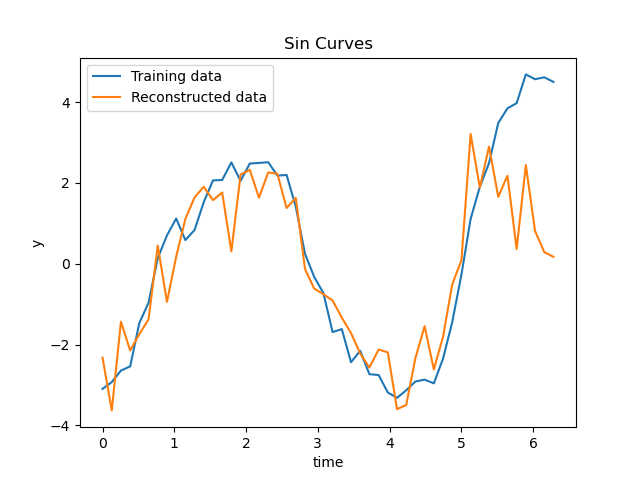 Sin Curves
Training data
Reconstructed data
y
4
2
0
−2
−4
0 1 2 3 4 5 6
time